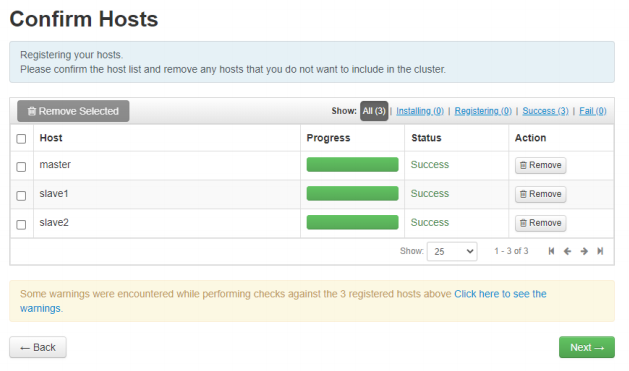 Confirm Hosts
Registering your hosts.
Please confirm the host list and remove any hosts that you do not want to include in the cluster.
Remove Selected
Show: All (3) | Installing (0) | Registering (0) | Success (3) | Fail (0)
Host Progress Status Action
master Success Remove
slave1 Success Remove
slave2 Success Remove
Show: 25 1 - 3 of 3
Some warnings were encountered while performing checks against the 3 registered hosts above Click here to see the
warnings.
← Back Next →